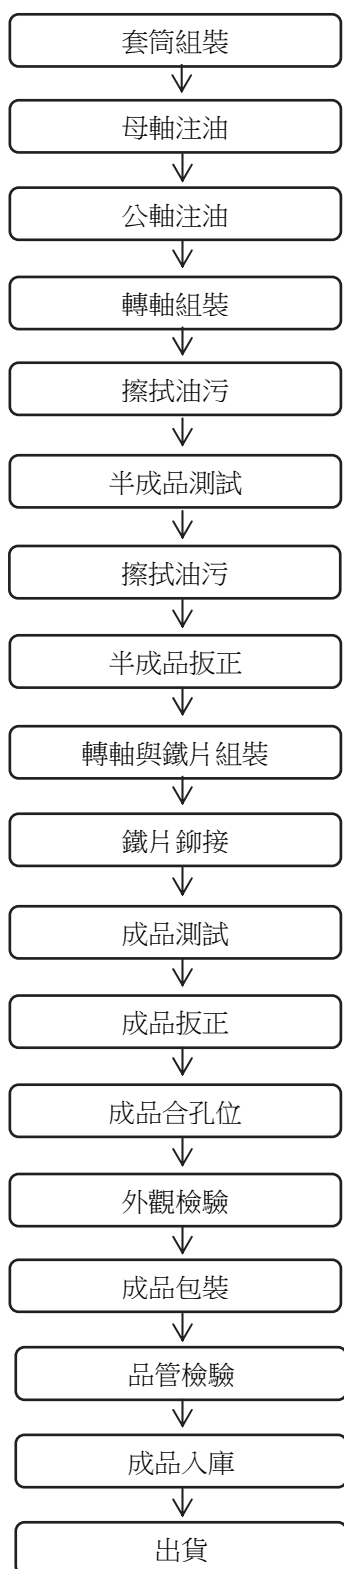 套筒組裝
母軸注油
公軸注油
轉軸組裝
擦拭油污
半成品測試
擦拭油污
半成品扳正
轉軸與鐵片組裝
鐵片鉚接
成品測試
成品扳正
成品合孔位
外觀檢驗
成品包裝
品管檢驗
成品入庫
出貨